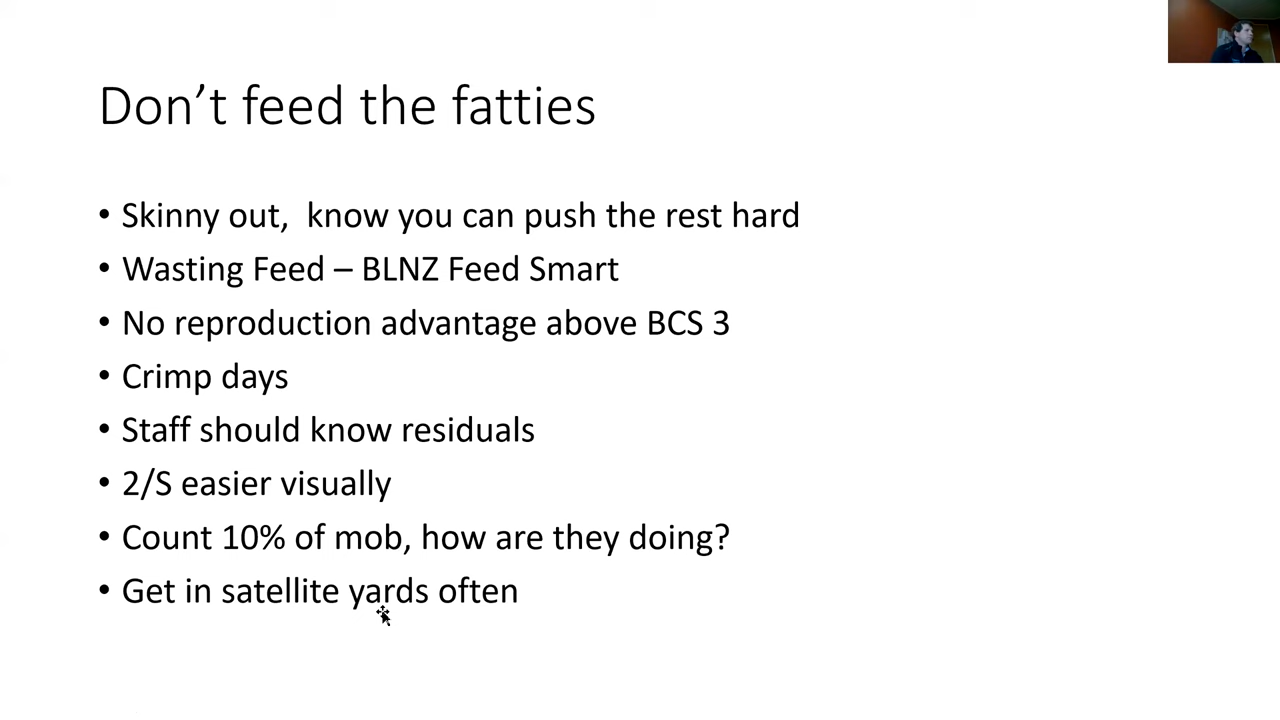 Don't feed the fatties
• Skinny out,  know you can push the rest hard
• Wasting Feed – BLNZ Feed Smart
• No reproduction advantage above BCS 3
• Crimp days
• Staff should know residuals
• 2/S easier visually
• Count 10% of mob, how are they doing?
• Get in satellite yards often